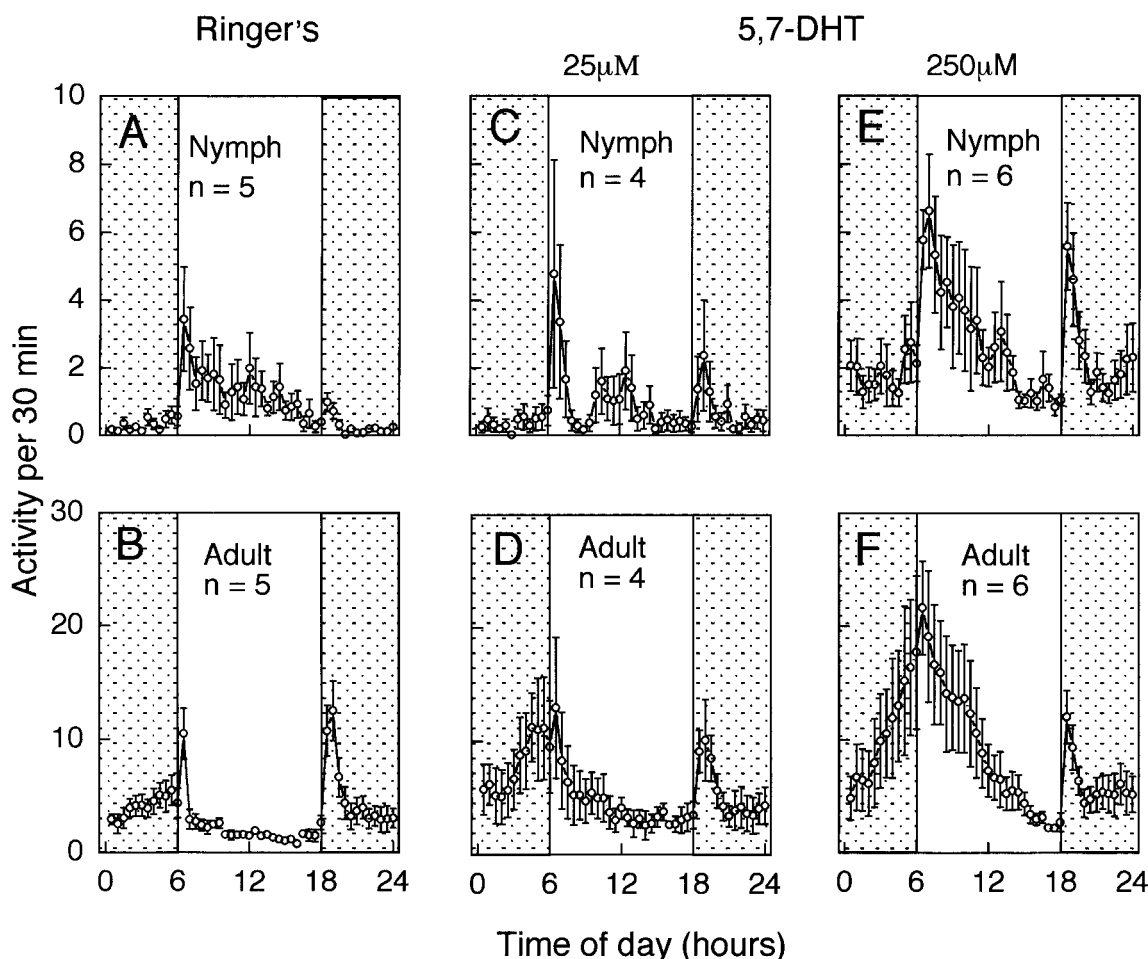 Ringer's
5,7-DHT
25μM
250μM
Activity per 30 min
10
8
6
4
2
0
A
Nymph
n = 5
C
Nymph
n = 4
E
Nymph
n = 6
30
20
10
0
B
Adult
n = 5
D
Adult
n = 4
F
Adult
n = 6
0 6 12 18 24
0 6 12 18 24
0 6 12 18 24
Time of day (hours)